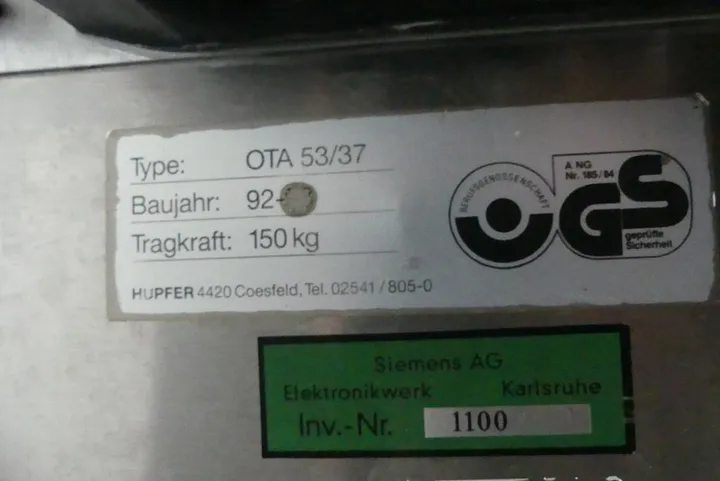 Type: OTA 53/37
Baujahr: 92-
Tragkraft: 150 kg
HUPFER 4420 Coesfeld, Tel. 02541/805-0
BERUFSGENOSSENSCHAFT
A NG
Nr. 185/84
GS
geprüfte
Sicherheit
Siemens AG
Elektronikwerk Karlsruhe
Inv.-Nr. 1100